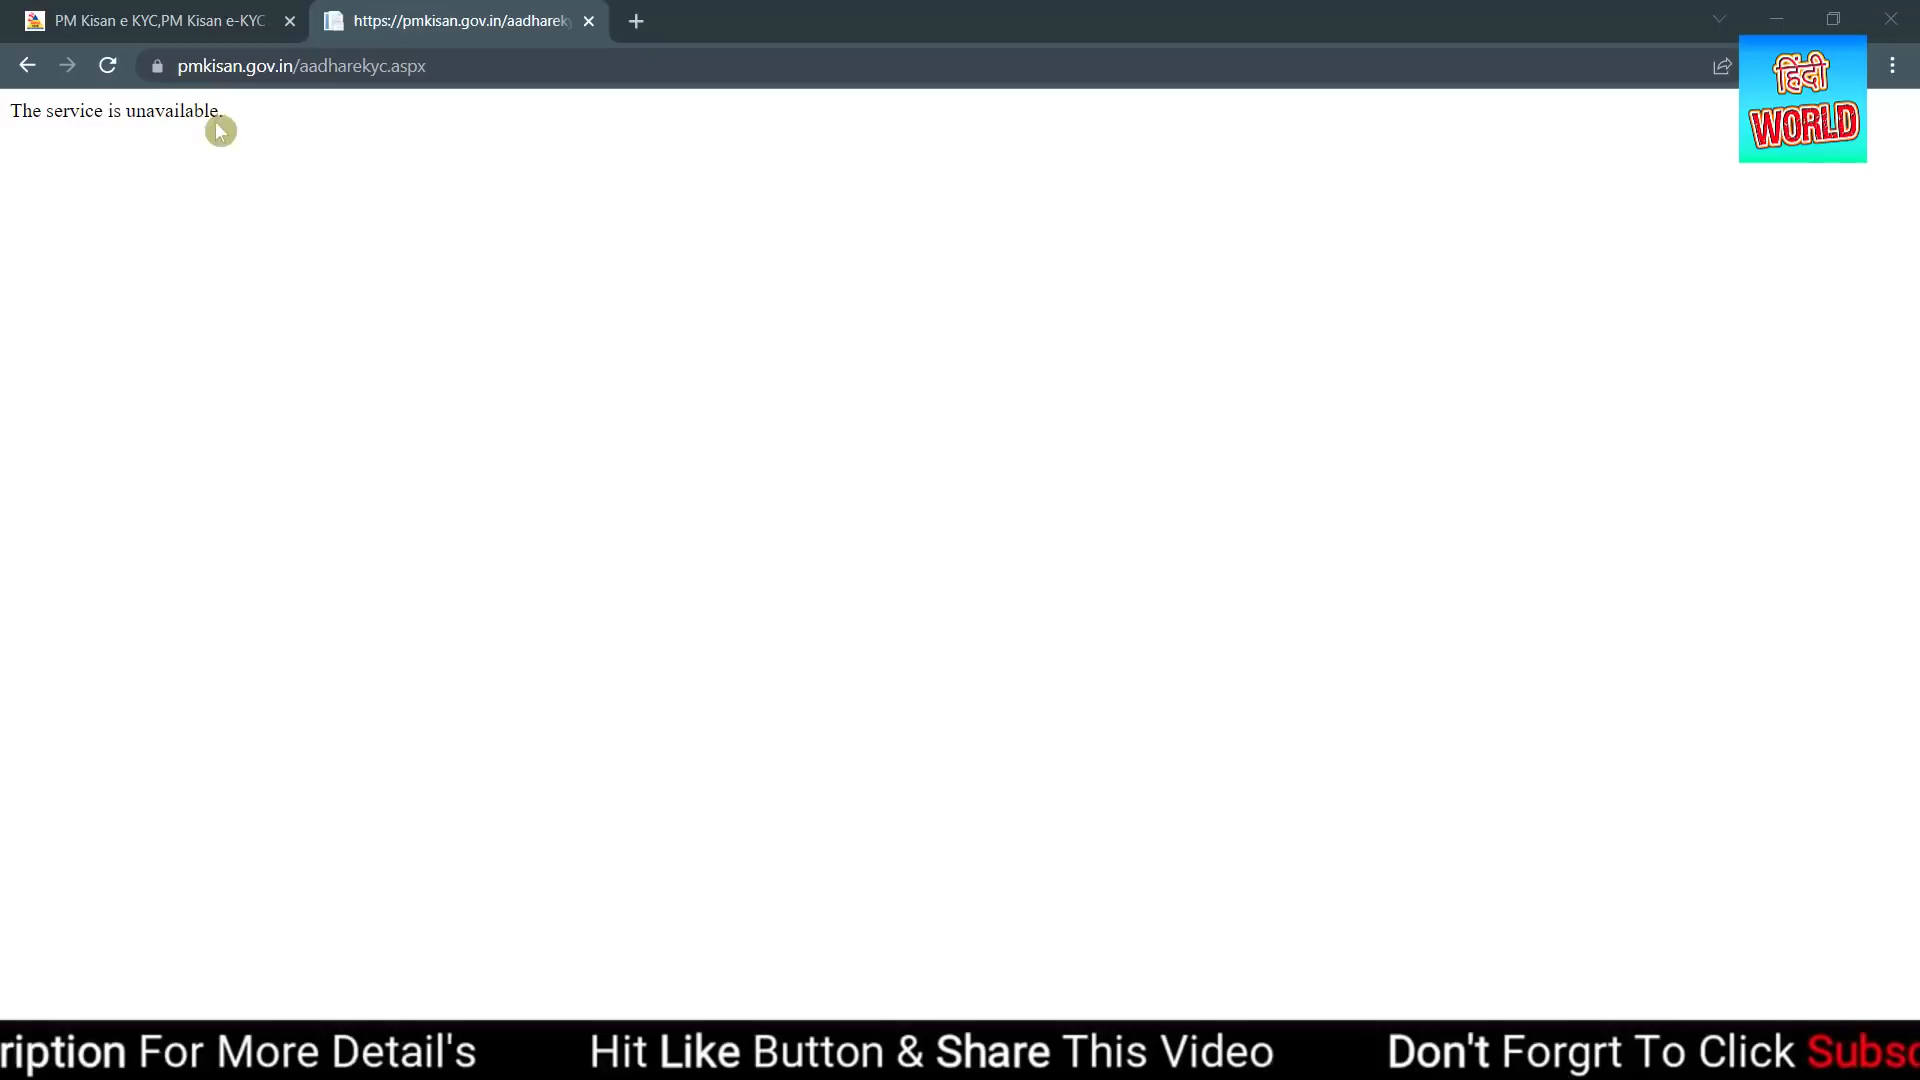 PM Kisan e KYC,PM Kisan e-KYC
https://pmkisan.gov.in/aadharek
pmkisan.gov.in/aadharekyc.aspx
The service is unavailable.
हिंदी
WORLD
ription For More Detail's Hit Like Button & Share This Video Don't Forgrt To Click Subsc